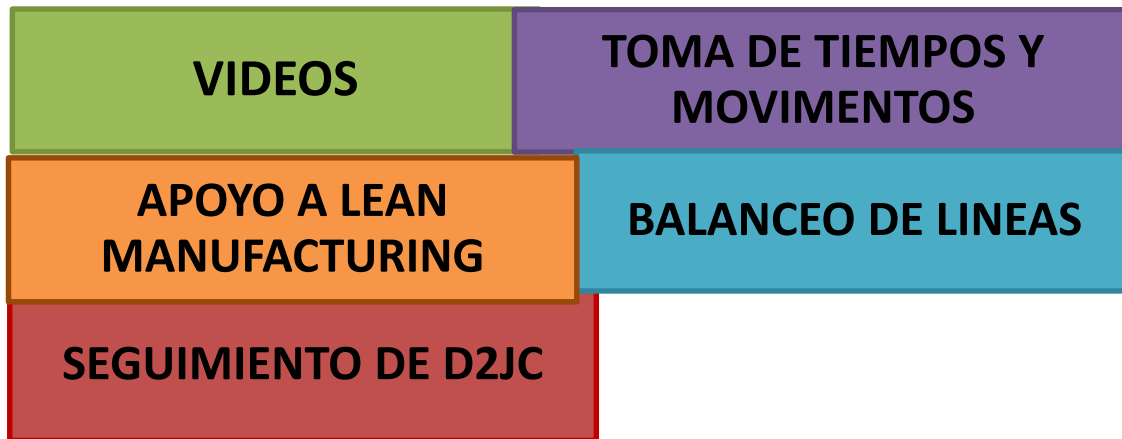 VIDEOS
TOMA DE TIEMPOS Y
MOVIMENTOS
APOYO A LEAN
MANUFACTURING
BALANCEO DE LINEAS
SEGUIMIENTO DE D2JC